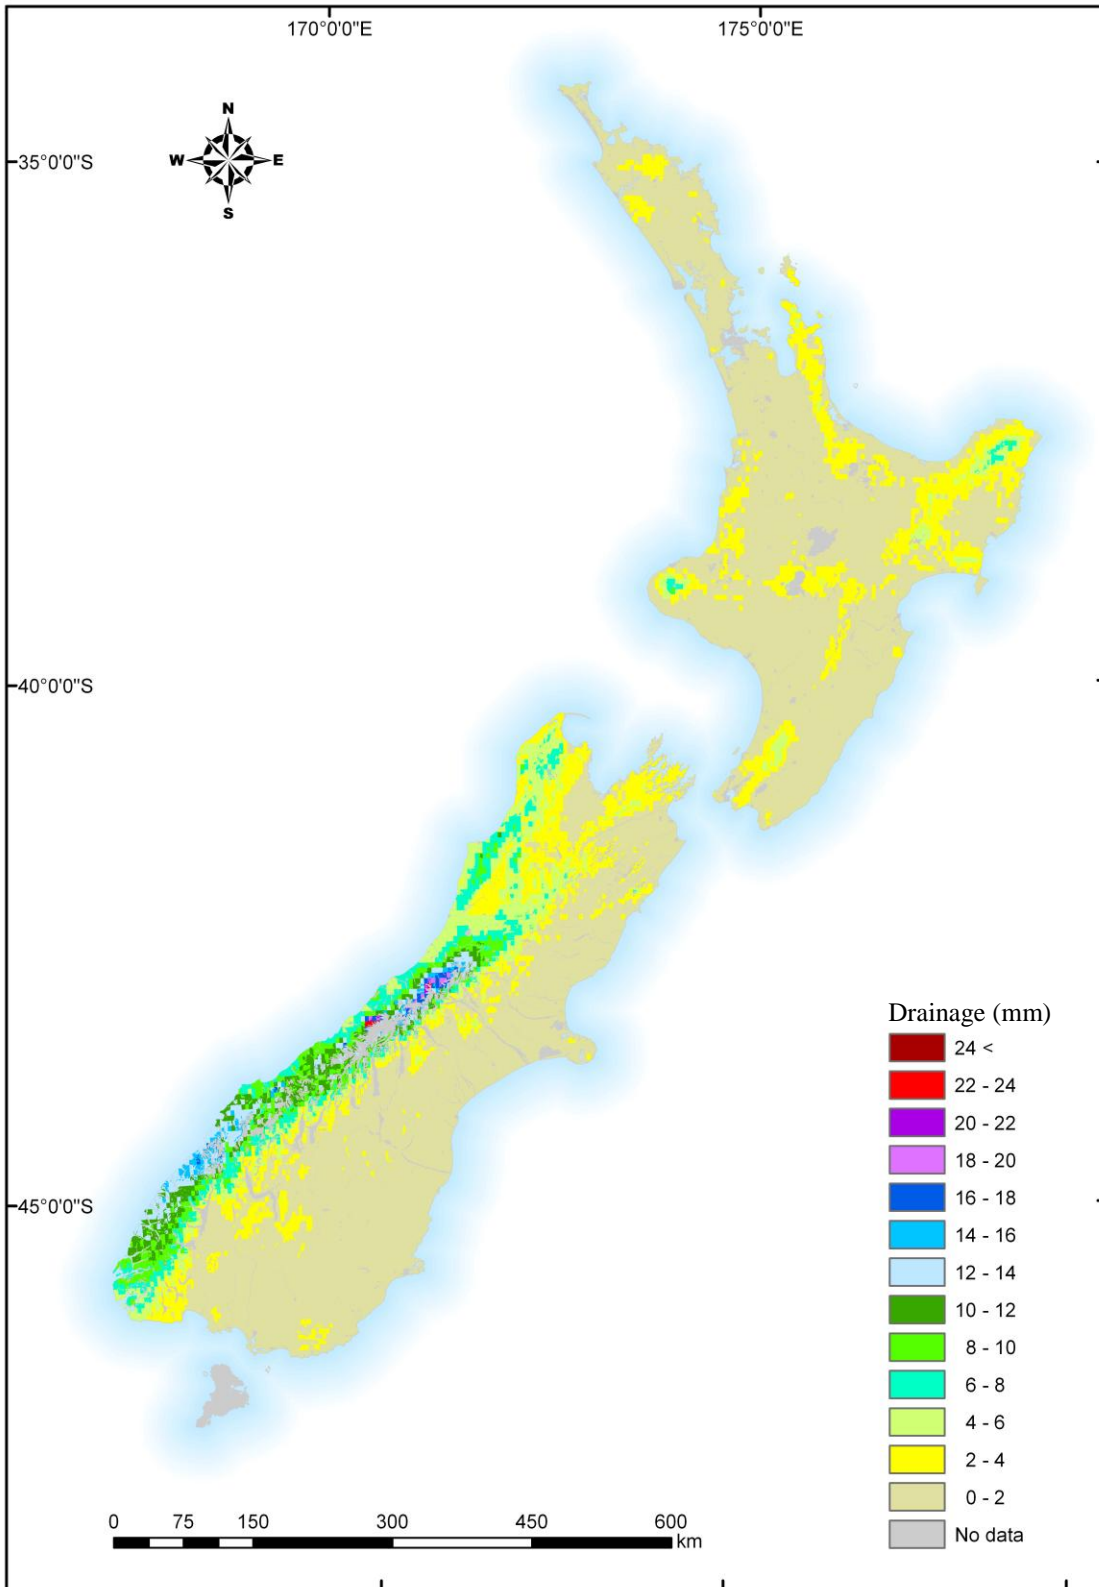 170°0'0"E 175°0'0"E
N
W E
S
35°0'0"S
40°0'0"S
45°0'0"S
Drainage (mm)
24 <
22 - 24
20 - 22
18 - 20
16 - 18
14 - 16
12 - 14
10 - 12
8 - 10
6 - 8
4 - 6
2 - 4
0 - 2
No data
0 75 150 300 450 600
km